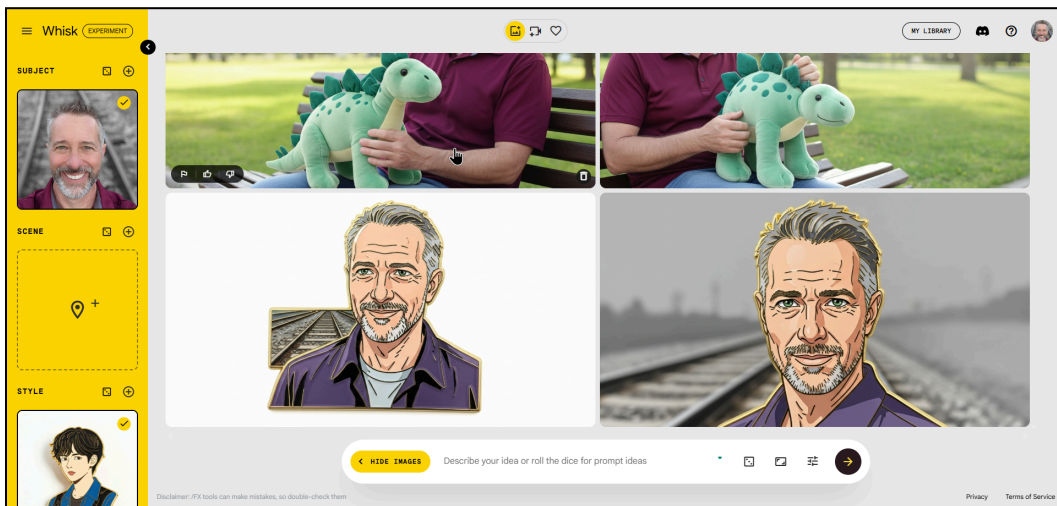 Whisk EXPERIMENT
MY LIBRARY
SUBJECT
SCENE
STYLE
HIDE IMAGES
Describe your idea or roll the dice for prompt ideas
Disclaimer: /FX tools can make mistakes, so double-check them
Privacy Terms of Service